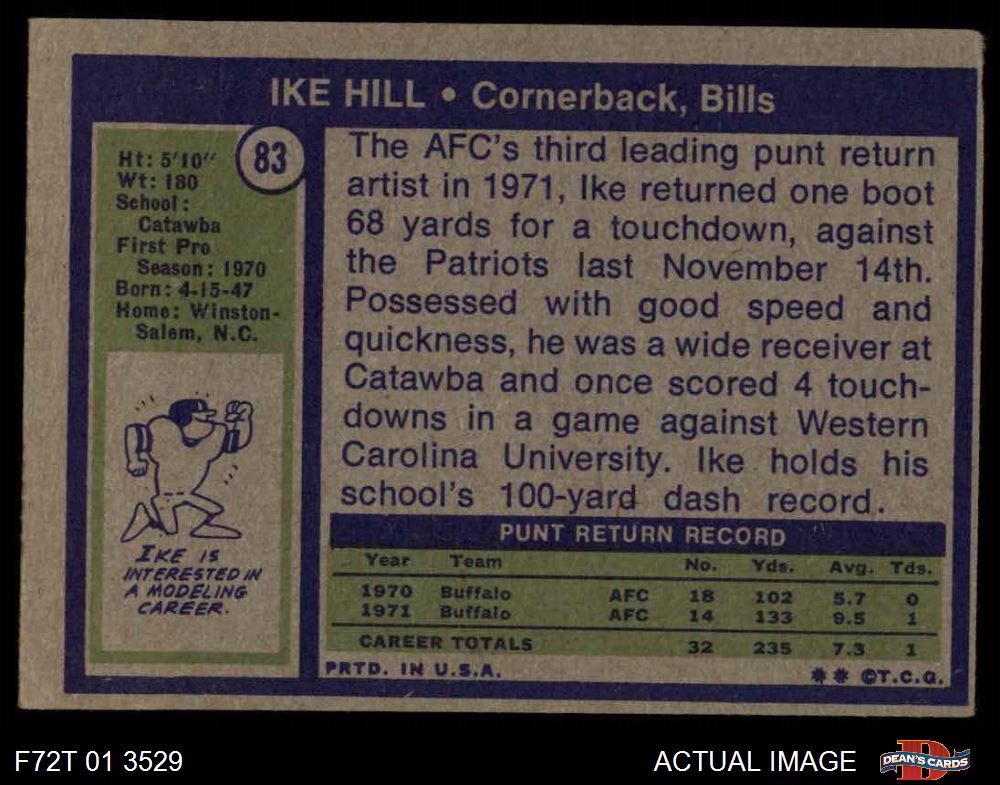 IKE HILL • Cornerback, Bills
83
Ht: 5'10"
Wt: 180
School:
Catawba
First Pro
Season: 1970
Born: 4-15-47
Home: Winston-
Salem, N.C.
IKE IS
INTERESTED IN
A MODELING
CAREER.
The AFC's third leading punt return
artist in 1971, Ike returned one boot
68 yards for a touchdown, against
the Patriots last November 14th.
Possessed with good speed and
quickness, he was a wide receiver at
Catawba and once scored 4 touch-
downs in a game against Western
Carolina University. Ike holds his
school's 100-yard dash record.
PUNT RETURN RECORD
Year Team No. Yds. Avg. Tds.
1970 Buffalo AFC 18 102 5.7 0
1971 Buffalo AFC 14 133 9.5 1
CAREER TOTALS 32 235 7.3 1
PRTD. IN U.S.A. ** ©T.C.G.
F72T 01 3529 ACTUAL IMAGE DEAN'S CARDS